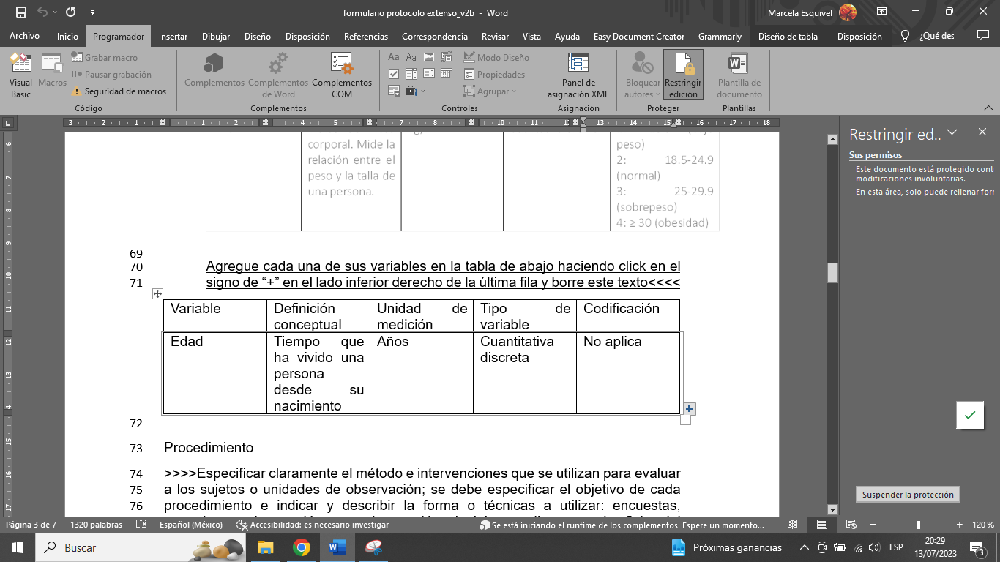 formulario protocolo extenso_v2b - Word
Marcela Esquivel
Archivo Inicio Programador Insertar Dibujar Diseño Disposición Referencias Correspondencia Revisar Vista Ayuda Easy Document Creator Grammarly Diseño de tabla Disposición ¿Qué des
Visual Basic
Macros
Grabar macro
Pausar grabación
Seguridad de macros
Código
Complementos
Complementos de Word
Complementos COM
Complementos
Aa Aa
Modo Diseño
Propiedades
Agrupar
Controles
Panel de asignación XML
Asignación
Bloquear autores
Restringir edición
Proteger
Plantilla de documento
Plantillas
3 2 1 1 2 3 4 5 6 7 8 9 10 11 12 13 14 15 16 17 18
corporal. Mide la
relación entre el
peso y la talla de
una persona.
peso)
2: 18.5-24.9
(normal)
3: 25-29.9
(sobrepeso)
4: ≥ 30 (obesidad)
69
70 Agregue cada una de sus variables en la tabla de abajo haciendo click en el
71 signo de “+” en el lado inferior derecho de la última fila y borre este texto<<<<
Variable
Definición conceptual
Unidad de medición
Tipo de variable
Codificación
Edad
Tiempo que
ha vivido una
persona
desde su
nacimiento
Años
Cuantitativa
discreta
No aplica
72
73 Procedimiento
74 >>>>Especificar claramente el método e intervenciones que se utilizan para evaluar
75 a los sujetos o unidades de observación; se debe especificar el objetivo de cada
76 procedimiento e indicar y describir la forma o técnicas a utilizar: encuestas,
Restringir ed..
Sus permisos
Este documento está protegido cont
modificaciones involuntarias.
En esta área, solo puede rellenar forr
Suspender la protección
Página 3 de 7 1320 palabras Español (México) Accesibilidad: es necesario investigar Se está iniciando el runtime de los complementos. Espere un momento... 120 %
Buscar
Próximas ganancias
ESP
20:29
13/07/2023
3